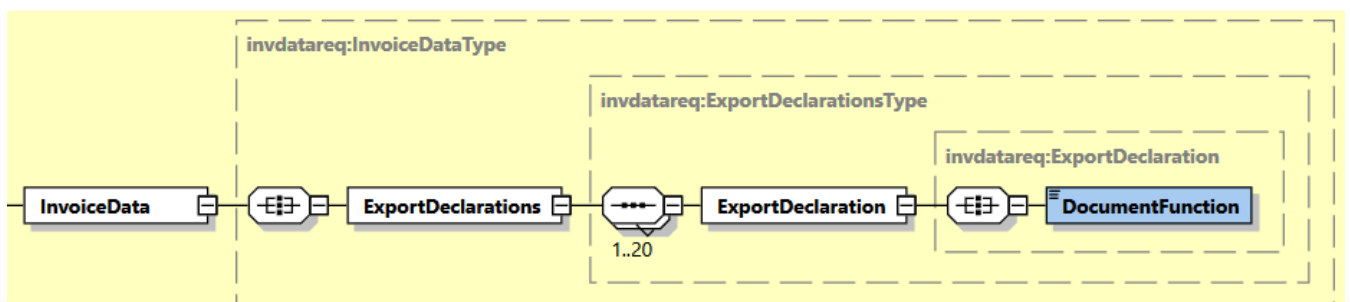 invdatareq:InvoiceDataType
invdatareq:ExportDeclarationsType
invdatareq:ExportDeclaration
InvoiceData
ExportDeclarations
ExportDeclaration
DocumentFunction
1..20